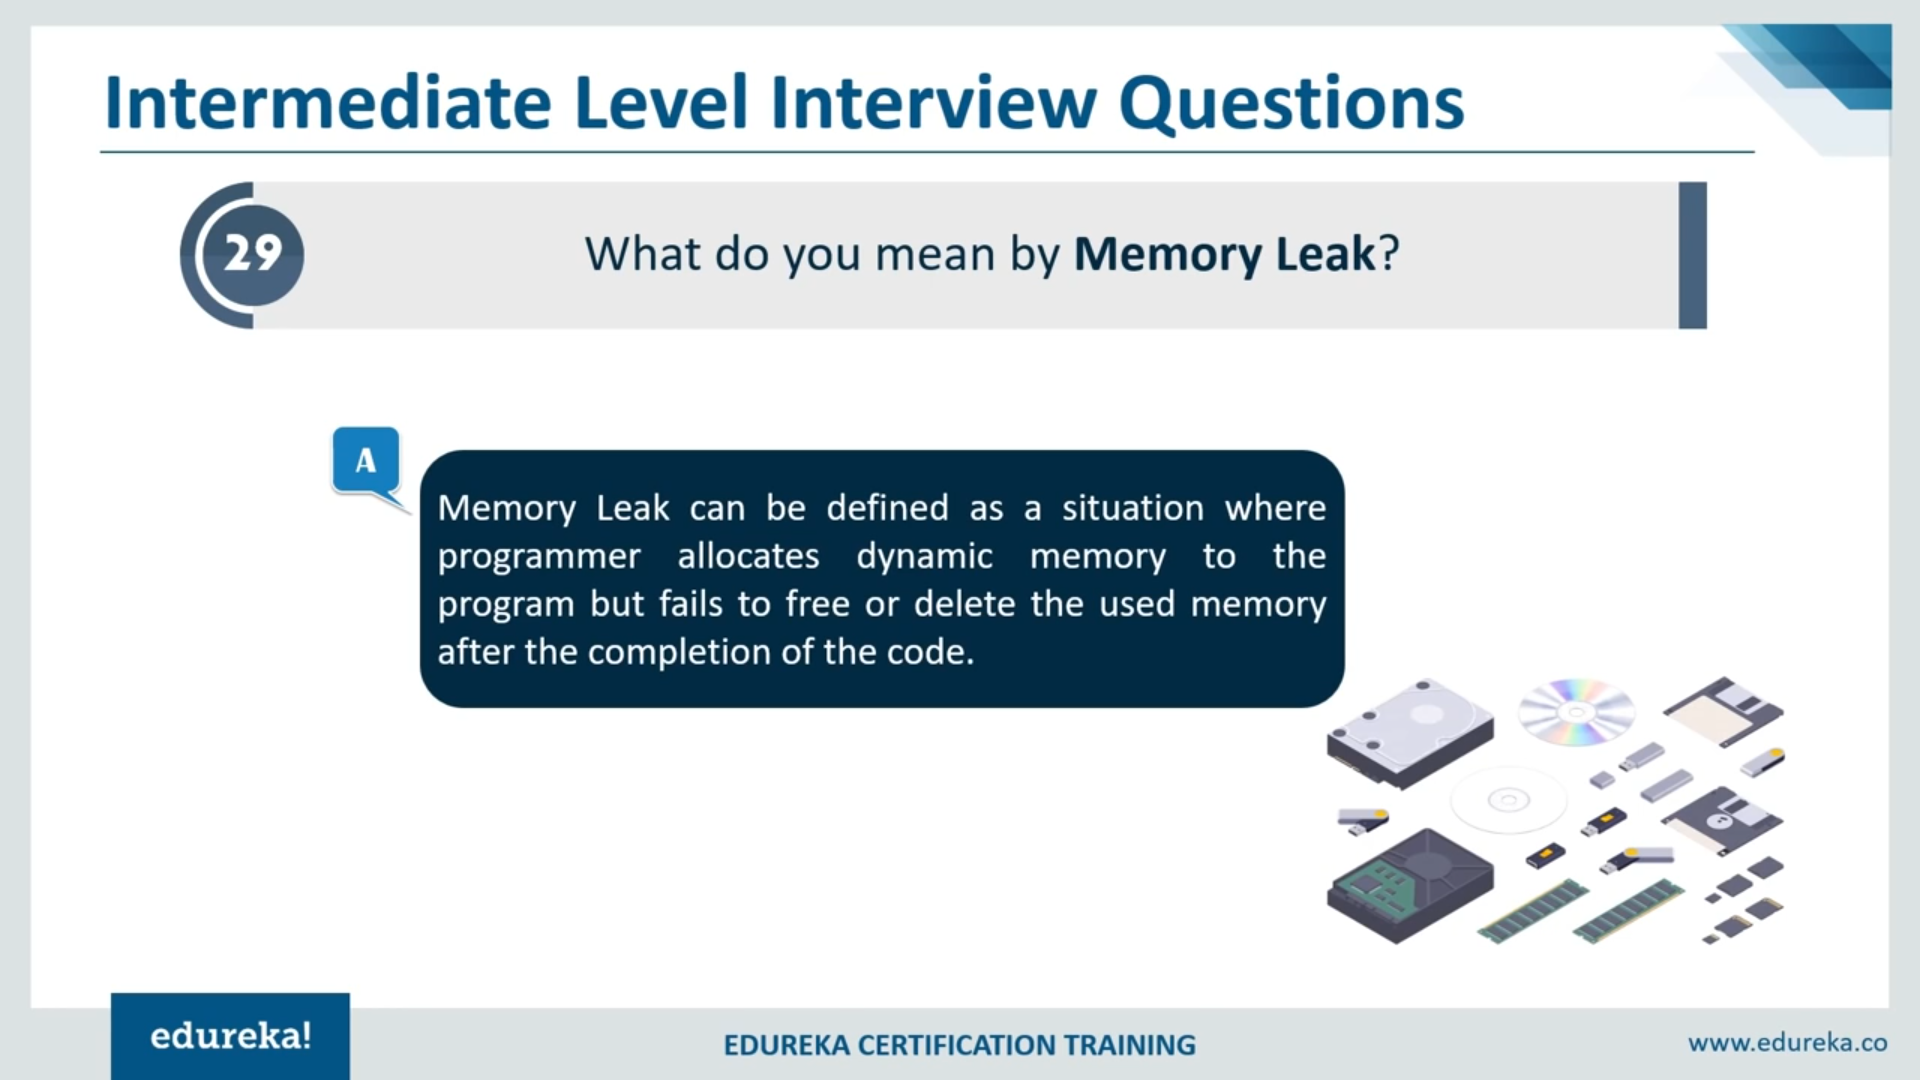 Intermediate Level Interview Questions
29
What do you mean by Memory Leak?
A
Memory Leak can be defined as a situation where
programmer allocates dynamic memory to the
program but fails to free or delete the used memory
after the completion of the code.
edureka!
EDUREKA CERTIFICATION TRAINING
www.edureka.co